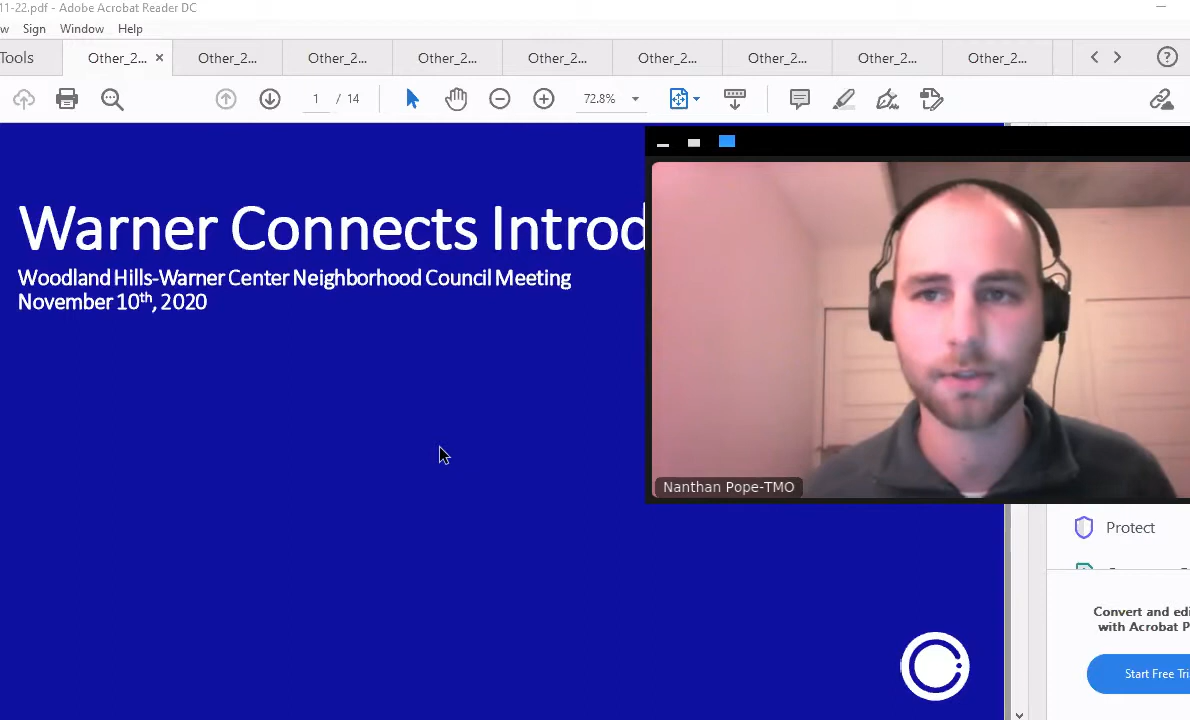 11-22.pdf - Adobe Acrobat Reader DC
w Sign Window Help
Tools Other_2... × Other_2... Other_2... Other_2... Other_2... Other_2... Other_2... Other_2... Other_2...
1 / 14 72.8%
Warner Connects Introd
Woodland Hills-Warner Center Neighborhood Council Meeting
November 10th, 2020
Nanthan Pope-TMO
Protect
Convert and edi
with Acrobat P
Start Free Tri